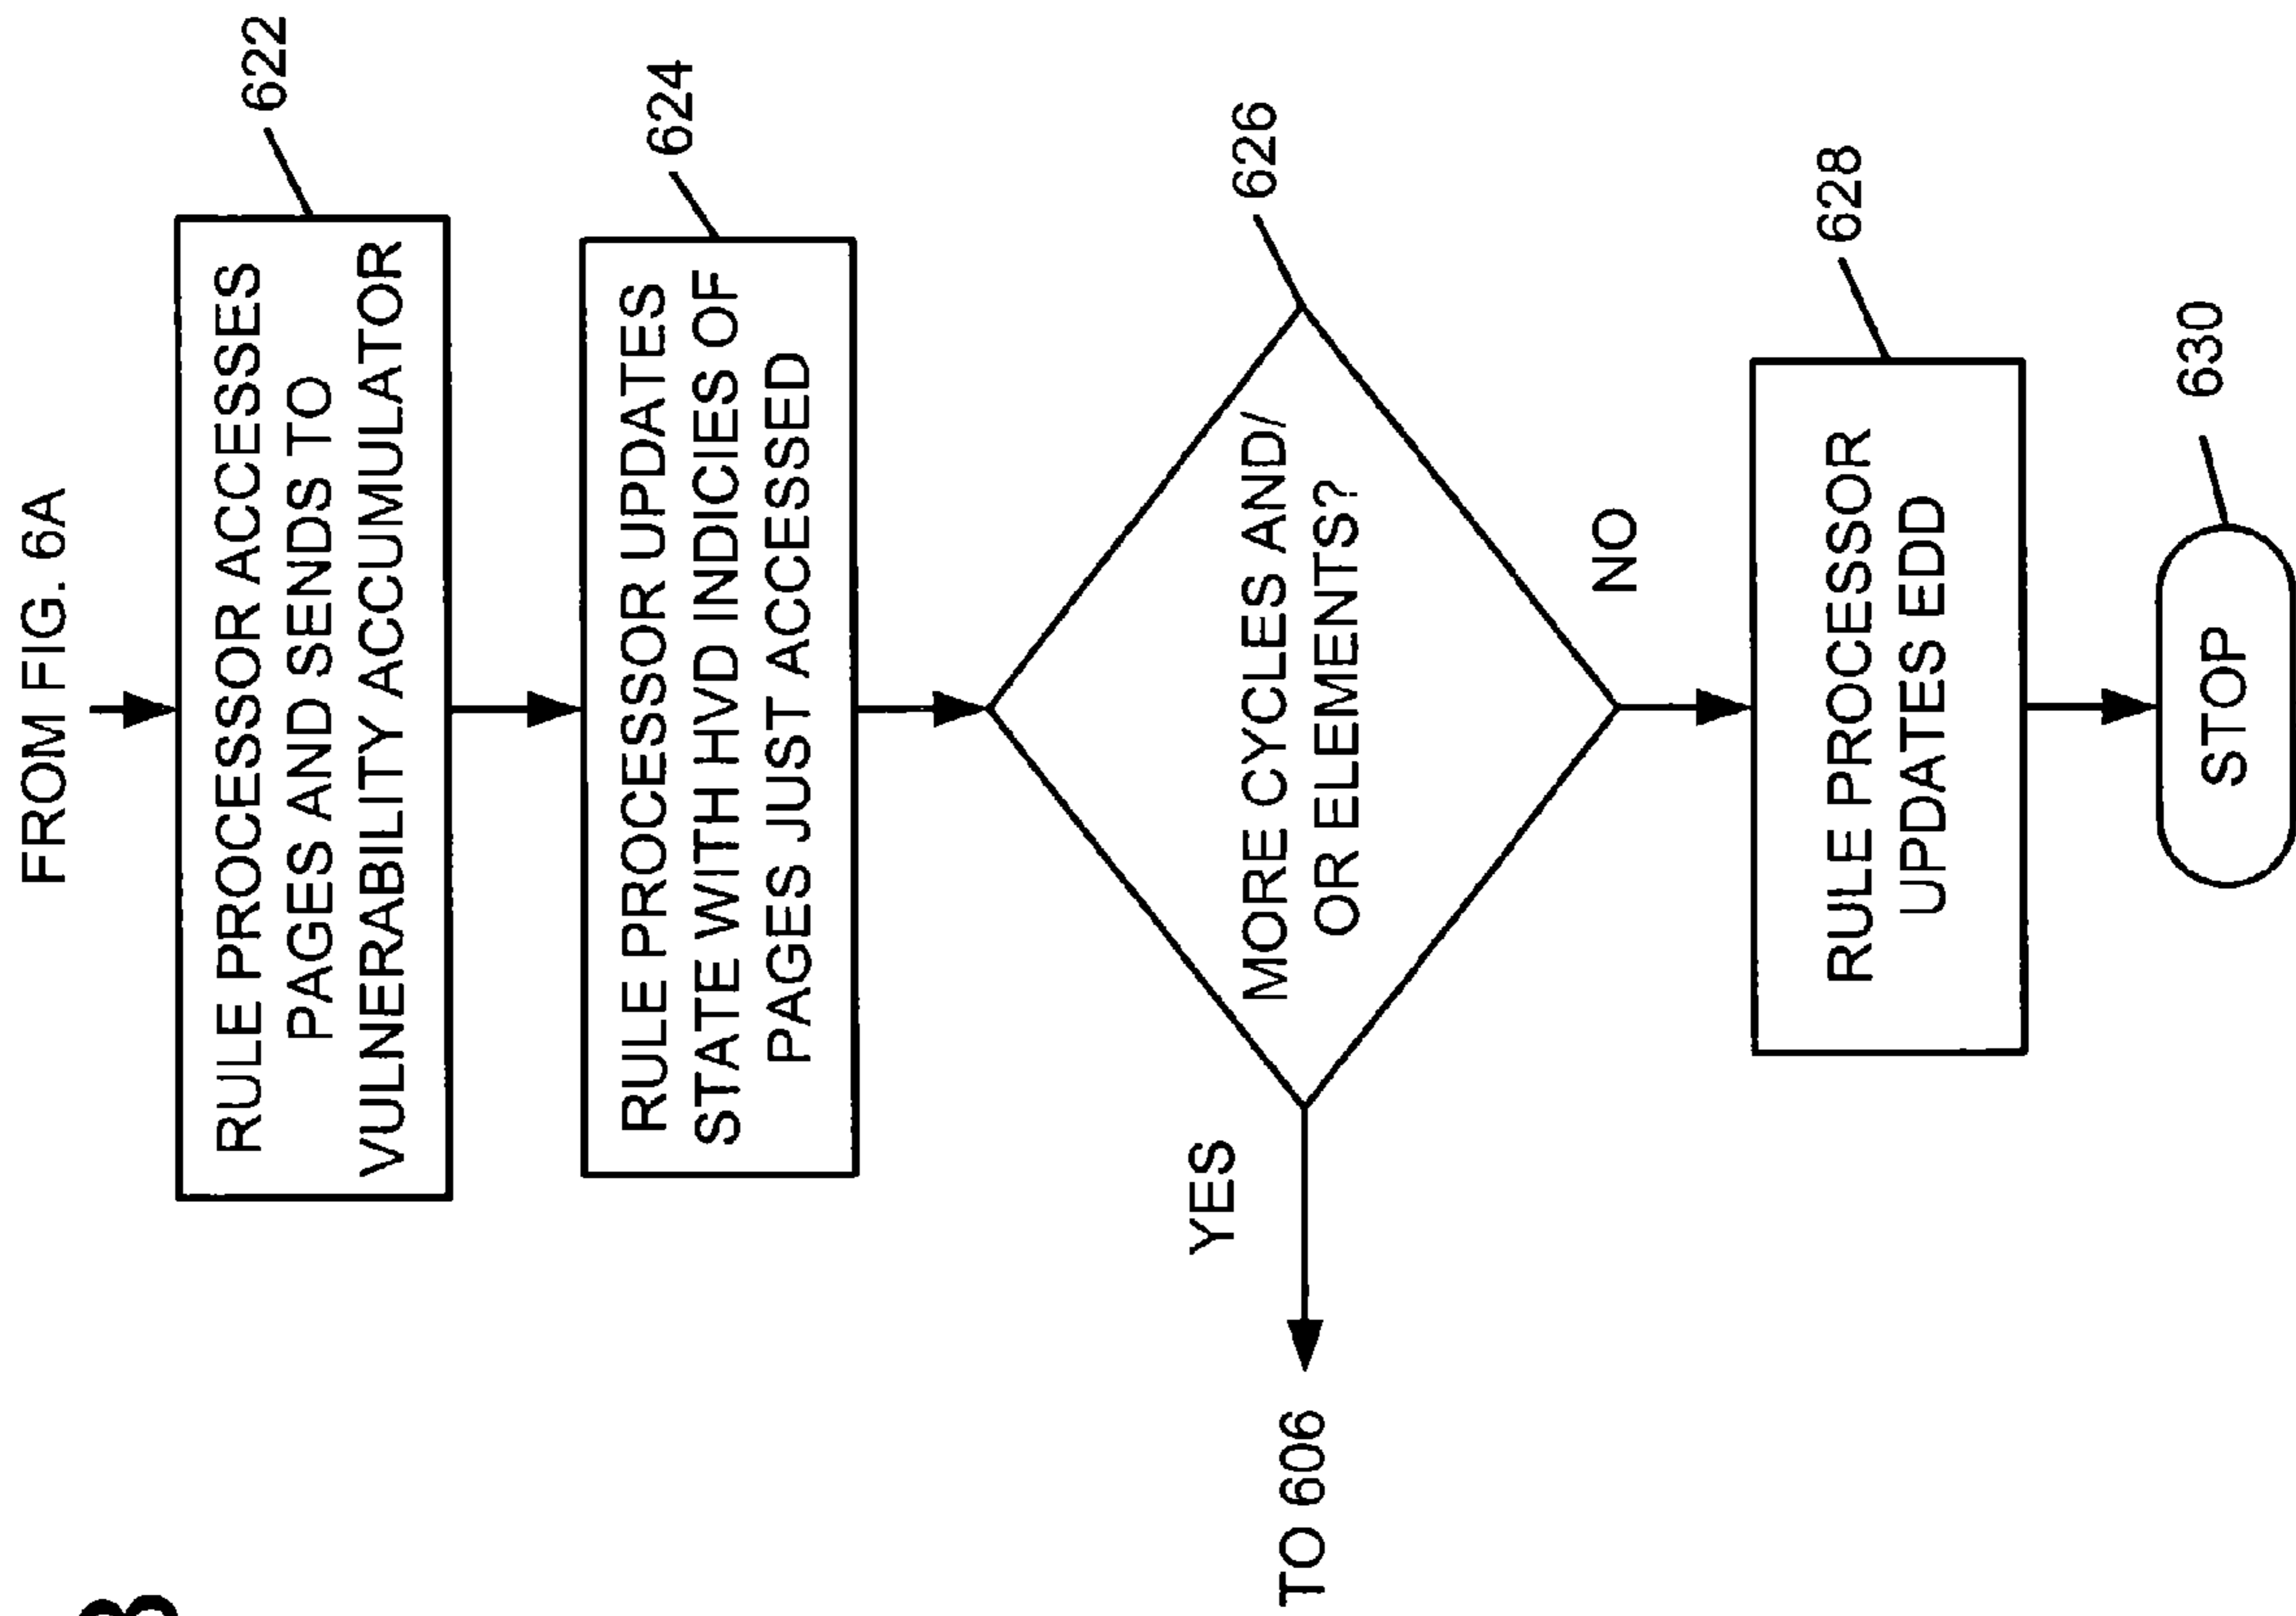 FROM FIG. 6A
RULE PROCESSOR ACCESSES
PAGES AND SENDS TO
VULNERABILITY ACCUMULATOR
622
RULE PROCESSOR UPDATES
STATE WITH HVD INDICIES OF
PAGES JUST ACCESSED
624
MORE CYCLES AND/
OR ELEMENTS?
626
YES
TO 606
NO
RULE PROCESSOR
UPDATES EDD
628
STOP
630